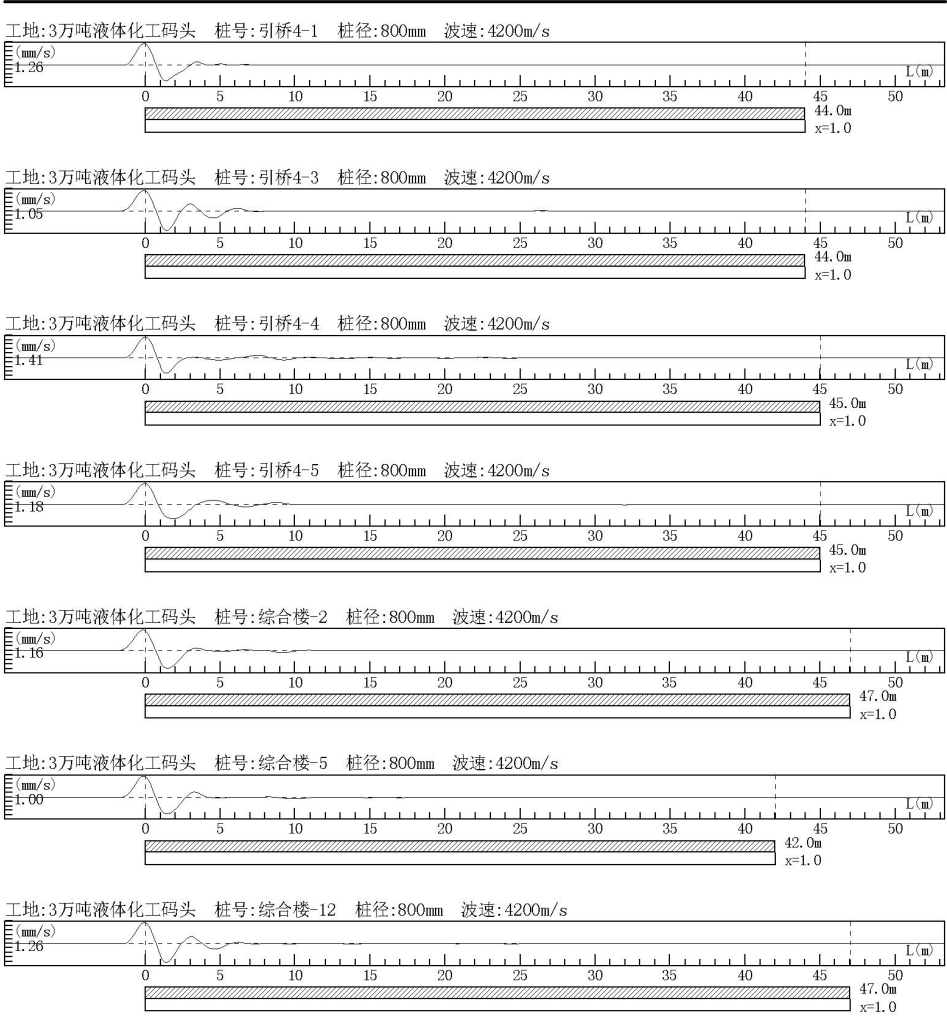 工地:3万吨液体化工码头 桩号:引桥4-1 桩径:800mm 波速:4200m/s
(mm/s)
1.26
L(m)
0 5 10 15 20 25 30 35 40 45 50
44.0m
x=1.0
工地:3万吨液体化工码头 桩号:引桥4-3 桩径:800mm 波速:4200m/s
(mm/s)
1.05
L(m)
0 5 10 15 20 25 30 35 40 45 50
44.0m
x=1.0
工地:3万吨液体化工码头 桩号:引桥4-4 桩径:800mm 波速:4200m/s
(mm/s)
1.41
L(m)
0 5 10 15 20 25 30 35 40 45 50
45.0m
x=1.0
工地:3万吨液体化工码头 桩号:引桥4-5 桩径:800mm 波速:4200m/s
(mm/s)
1.18
L(m)
0 5 10 15 20 25 30 35 40 45 50
45.0m
x=1.0
工地:3万吨液体化工码头 桩号:综合楼-2 桩径:800mm 波速:4200m/s
(mm/s)
1.16
L(m)
0 5 10 15 20 25 30 35 40 45 50
47.0m
x=1.0
工地:3万吨液体化工码头 桩号:综合楼-5 桩径:800mm 波速:4200m/s
(mm/s)
1.00
L(m)
0 5 10 15 20 25 30 35 40 45 50
42.0m
x=1.0
工地:3万吨液体化工码头 桩号:综合楼-12 桩径:800mm 波速:4200m/s
(mm/s)
1.26
L(m)
0 5 10 15 20 25 30 35 40 45 50
47.0m
x=1.0